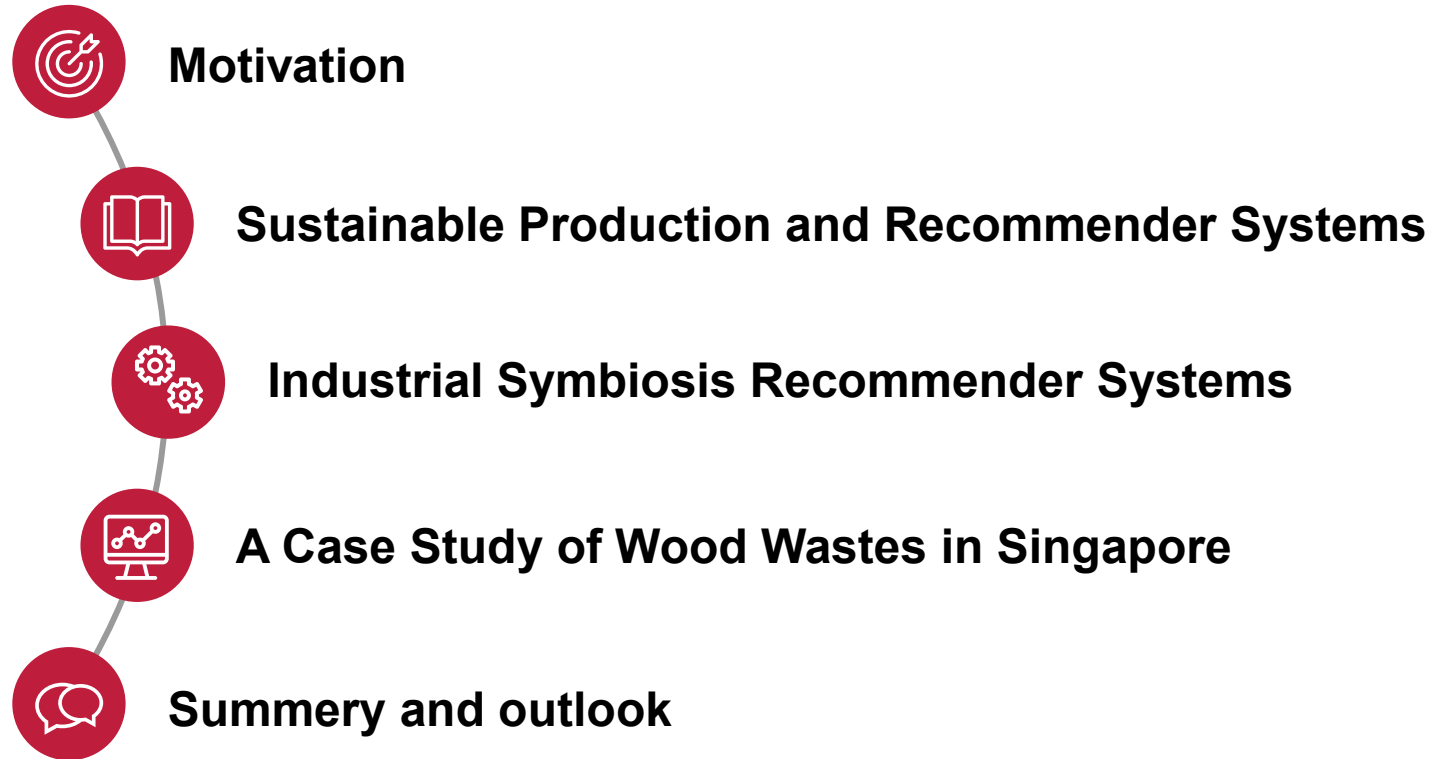 Motivation
Sustainable Production and Recommender Systems
Industrial Symbiosis Recommender Systems
A Case Study of Wood Wastes in Singapore
Summery and outlook